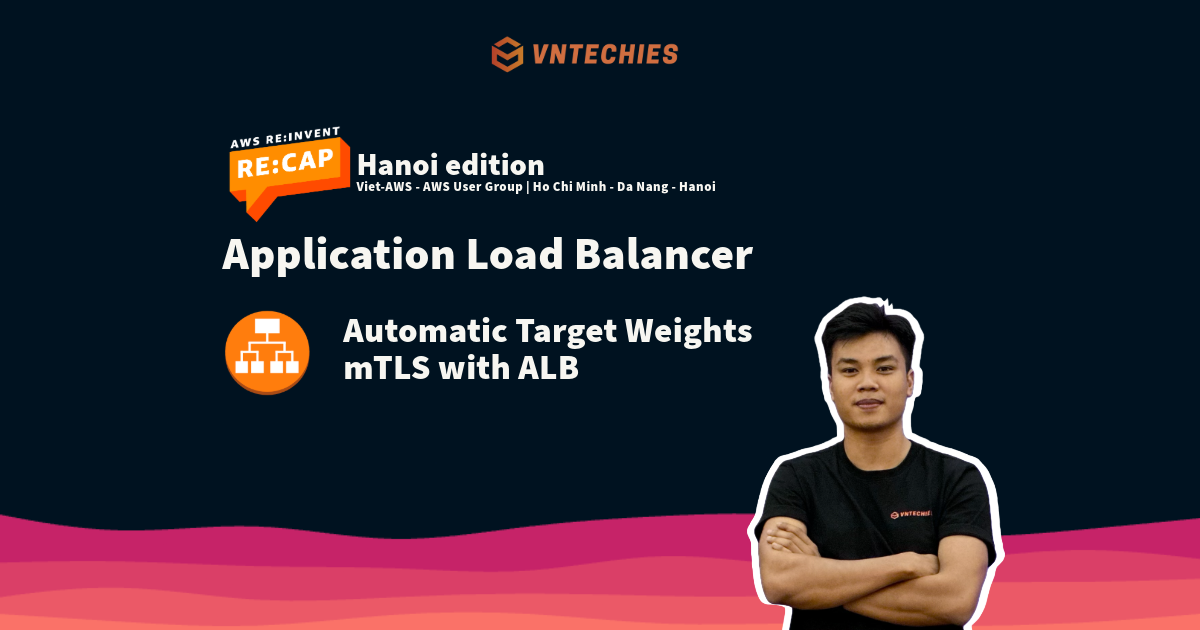 VNTECHIES
AWS RE:INVENT
RE:CAP
Hanoi edition
Viet-AWS - AWS User Group | Ho Chi Minh - Da Nang - Hanoi
Application Load Balancer
Automatic Target Weights
mTLS with ALB
VNTECHIES